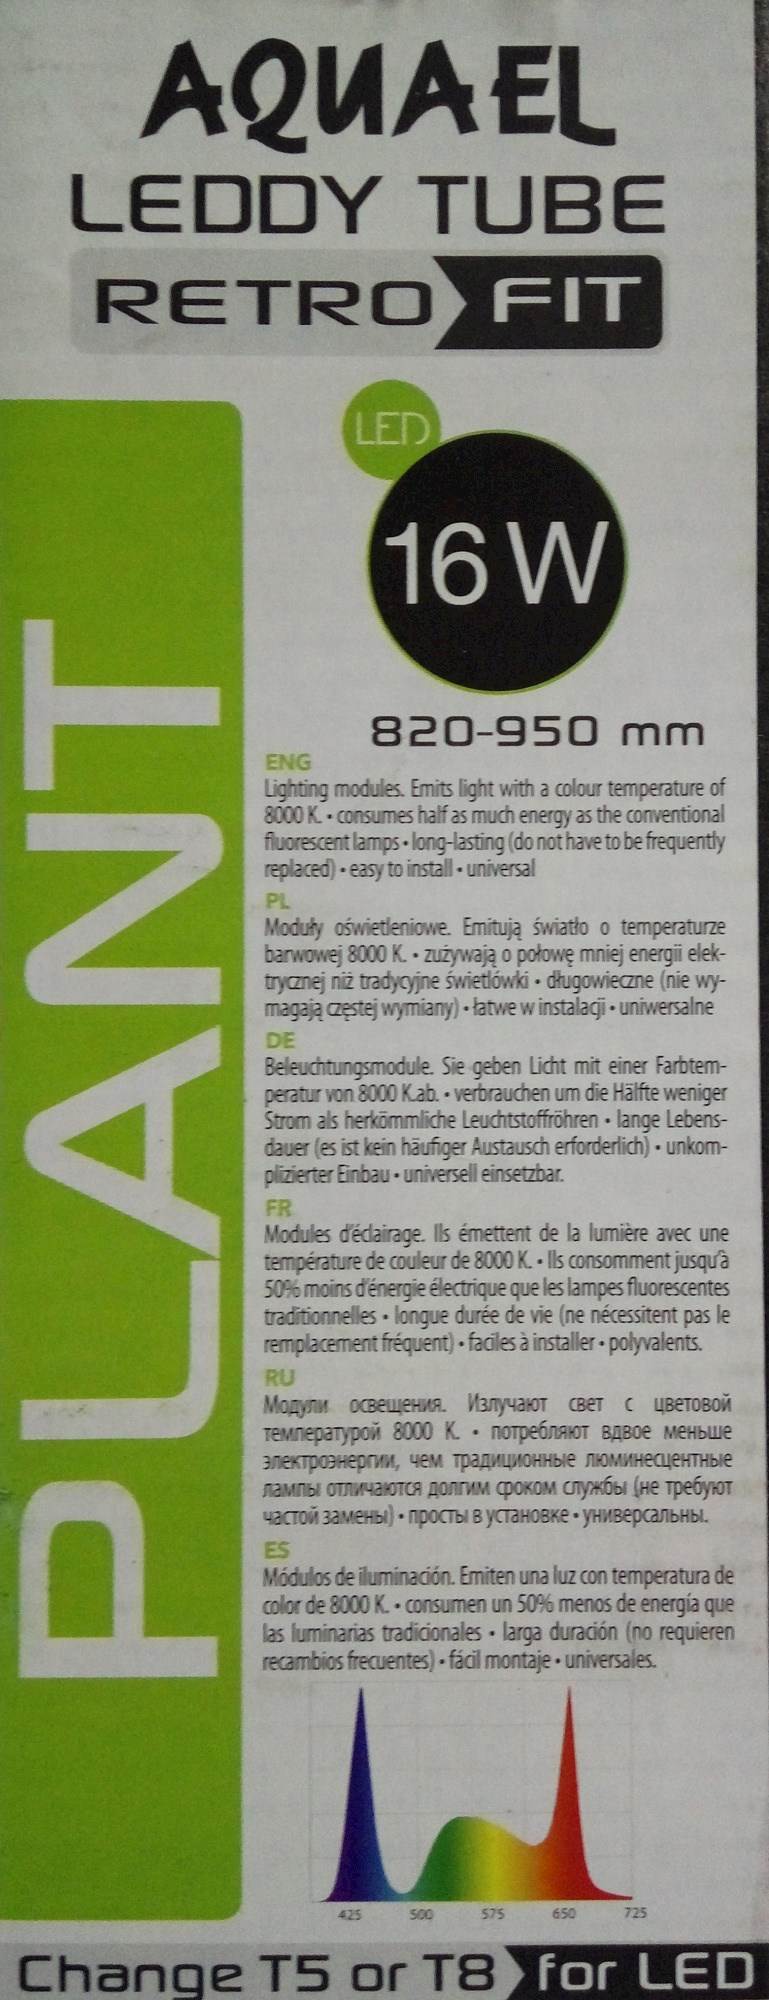 AQUAEL
LEDDY TUBE
RETRO FIT
LED
16 W
820-950 mm
PLANT
ENG
Lighting modules. Emits light with a colour temperature of
8000 K. • consumes half as much energy as the conventional
fluorescent lamps • long-lasting (do not have to be frequently
replaced) • easy to install • universal
PL
Moduły oświetleniowe. Emitują światło o temperaturze
barwowej 8000 K. • zużywają o połowę mniej energii elek-
trycznej niż tradycyjne świetlówki • długowieczne (nie wy-
magają częstej wymiany) • łatwe w instalacji • uniwersalne
DE
Beleuchtungsmodule. Sie geben Licht mit einer Farbtem-
peratur von 8000 K.ab. • verbrauchen um die Hälfte weniger
Strom als herkömmliche Leuchtstoffröhren • lange Lebens-
dauer (es ist kein häufiger Austausch erforderlich) • unkom-
plizierter Einbau • universell einsetzbar.
FR
Modules d'éclairage. Ils émettent de la lumière avec une
température de couleur de 8000 K. • Ils consomment jusqu'à
50% moins d'énergie électrique que les lampes fluorescentes
traditionnelles • longue durée de vie (ne nécessitent pas le
remplacement fréquent) • faciles à installer • polyvalents.
RU
Модули освещения. Излучают свет с цветовой
температурой 8000 K. • потребляют вдвое меньше
электроэнергии, чем традиционные люминесцентные
лампы отличаются долгим сроком службы (не требуют
частой замены) • просты в установке • универсальны.
ES
Módulos de iluminación. Emiten una luz con temperatura de
color de 8000 K. • consumen un 50% menos de energía que
las luminarias tradicionales • larga duración (no requieren
recambios frecuentes) • fácil montaje • universales.
425 500 575 650 725
Change T5 or T8 for LED